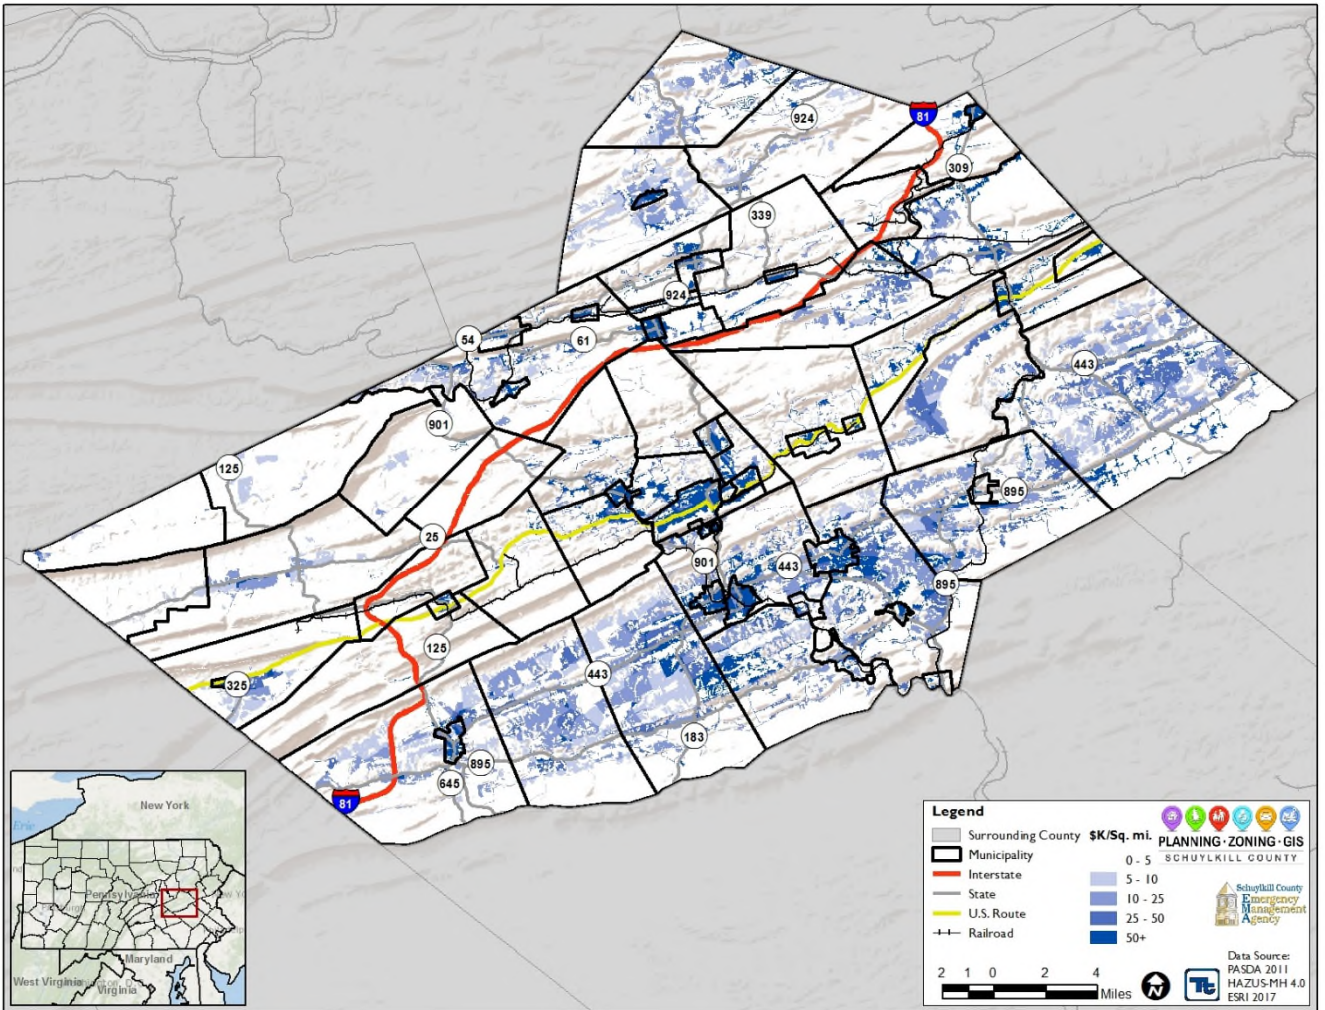 81
924
309
339
924
54
61
443
901
125
895
25
901
443
895
125
443
325
183
895
645
81
New York
Erie
Pennsylvania
Maryland
West Virginia
Virginia
Legend
Surrounding County
Municipality
Interstate
State
U.S. Route
Railroad
$K/Sq. mi.
0 - 5
5 - 10
10 - 25
25 - 50
50+
PLANNING · ZONING · GIS
SCHUYLKILL COUNTY
Schuylkill County
Emergency
Management
Agency
2 1 0 2 4
Miles
N
Tt
Data Source:
PASDA 2011
HAZUS-MH 4.0
ESRI 2017